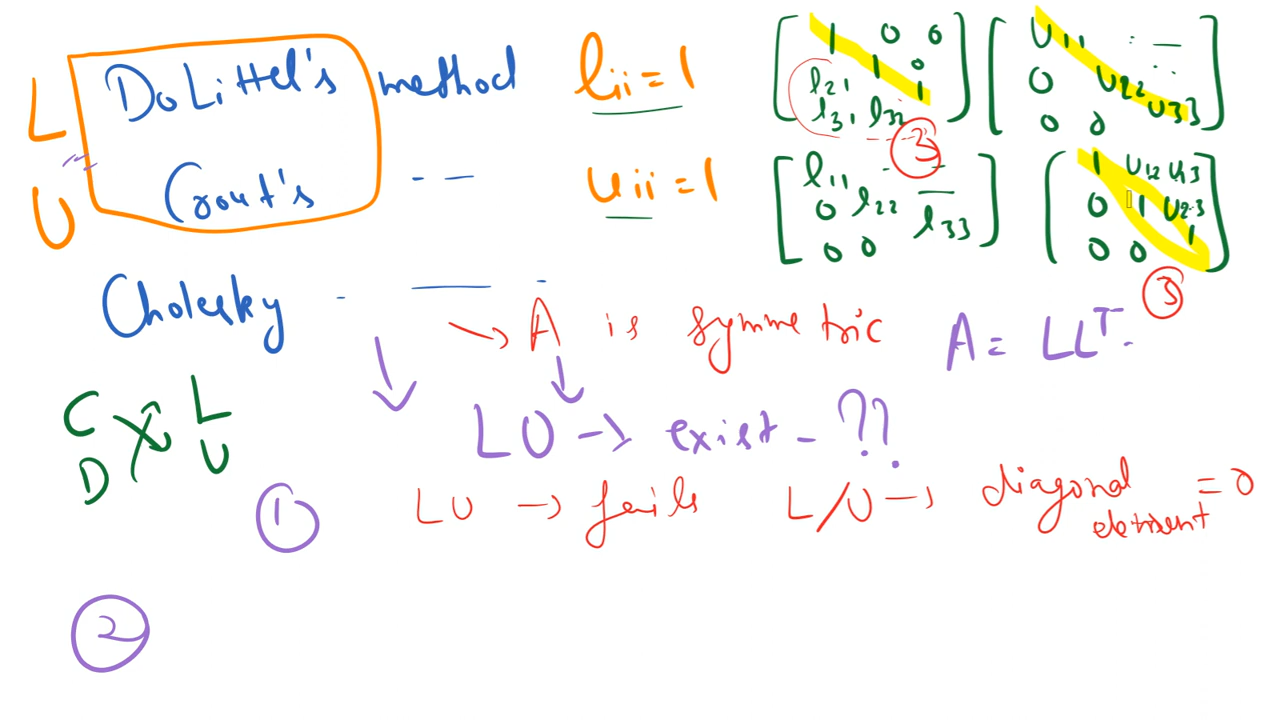 L DoLittel's method lii=1
[1 0 0
1 0
l21 1
l31 l32]
[U11 : —
0 U22 ..
0 0 U33]
③
U Crout's - -- uii=1
[l11 - —
0 l22 —
0 0 l33]
[1 U12 U13
0 1 U23
0 0 1]
③
Cholesky - — -
→ A is symmetric A = LLT.
C L
D U
LU → exist - ??
① LU → fails L/U → diagonal element = 0
②